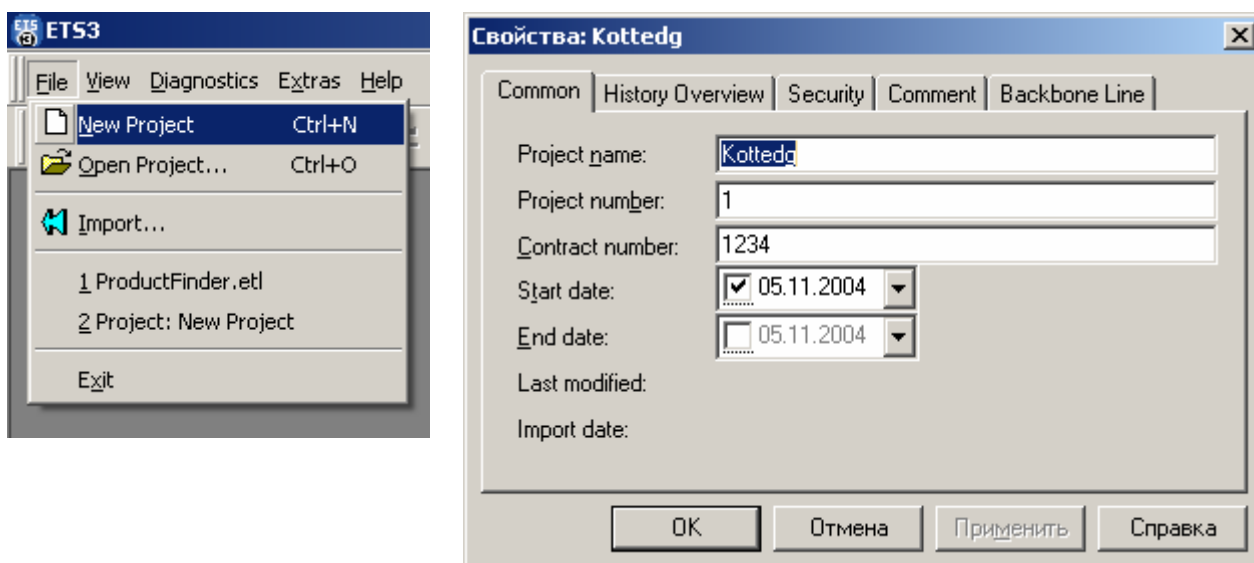 ETS3
File View Diagnostics Extras Help
New Project Ctrl+N
Open Project... Ctrl+O
Import...
1 ProductFinder.etl
2 Project: New Project
Exit
Свойства: Kottedg
Common History Overview Security Comment Backbone Line
Project name: Kottedg
Project number: 1
Contract number: 1234
Start date: 05.11.2004
End date: 05.11.2004
Last modified:
Import date:
OK Отмена Применить Справка